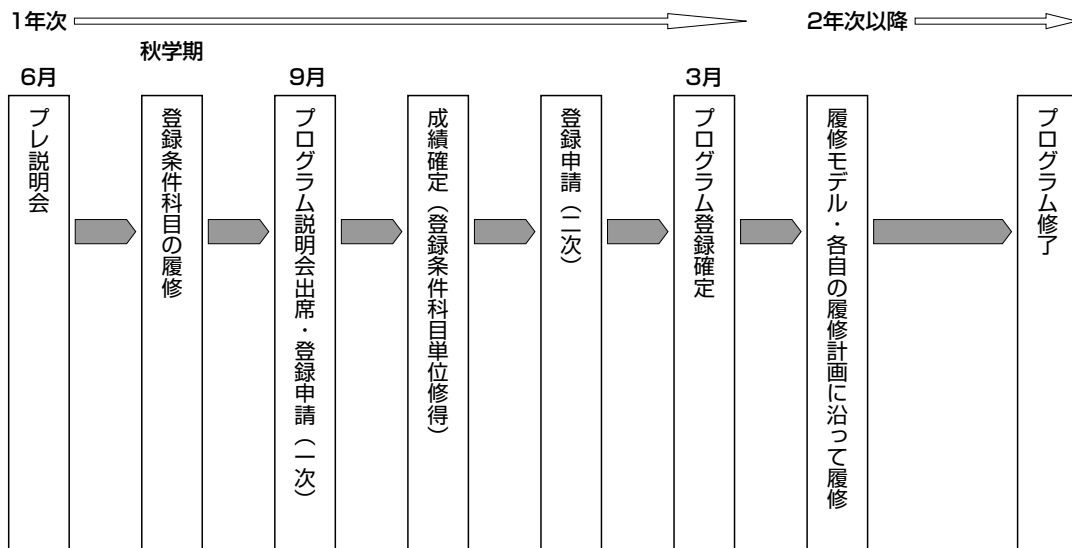 1年次
2年次以降
秋学期
6月
9月
3月
プレ説明会
登録条件科目の履修
プログラム説明会出席・登録申請（一次）
成績確定（登録条件科目単位修得）
登録申請（二次）
プログラム登録確定
履修モデル・各自の履修計画に沿って履修
プログラム修了